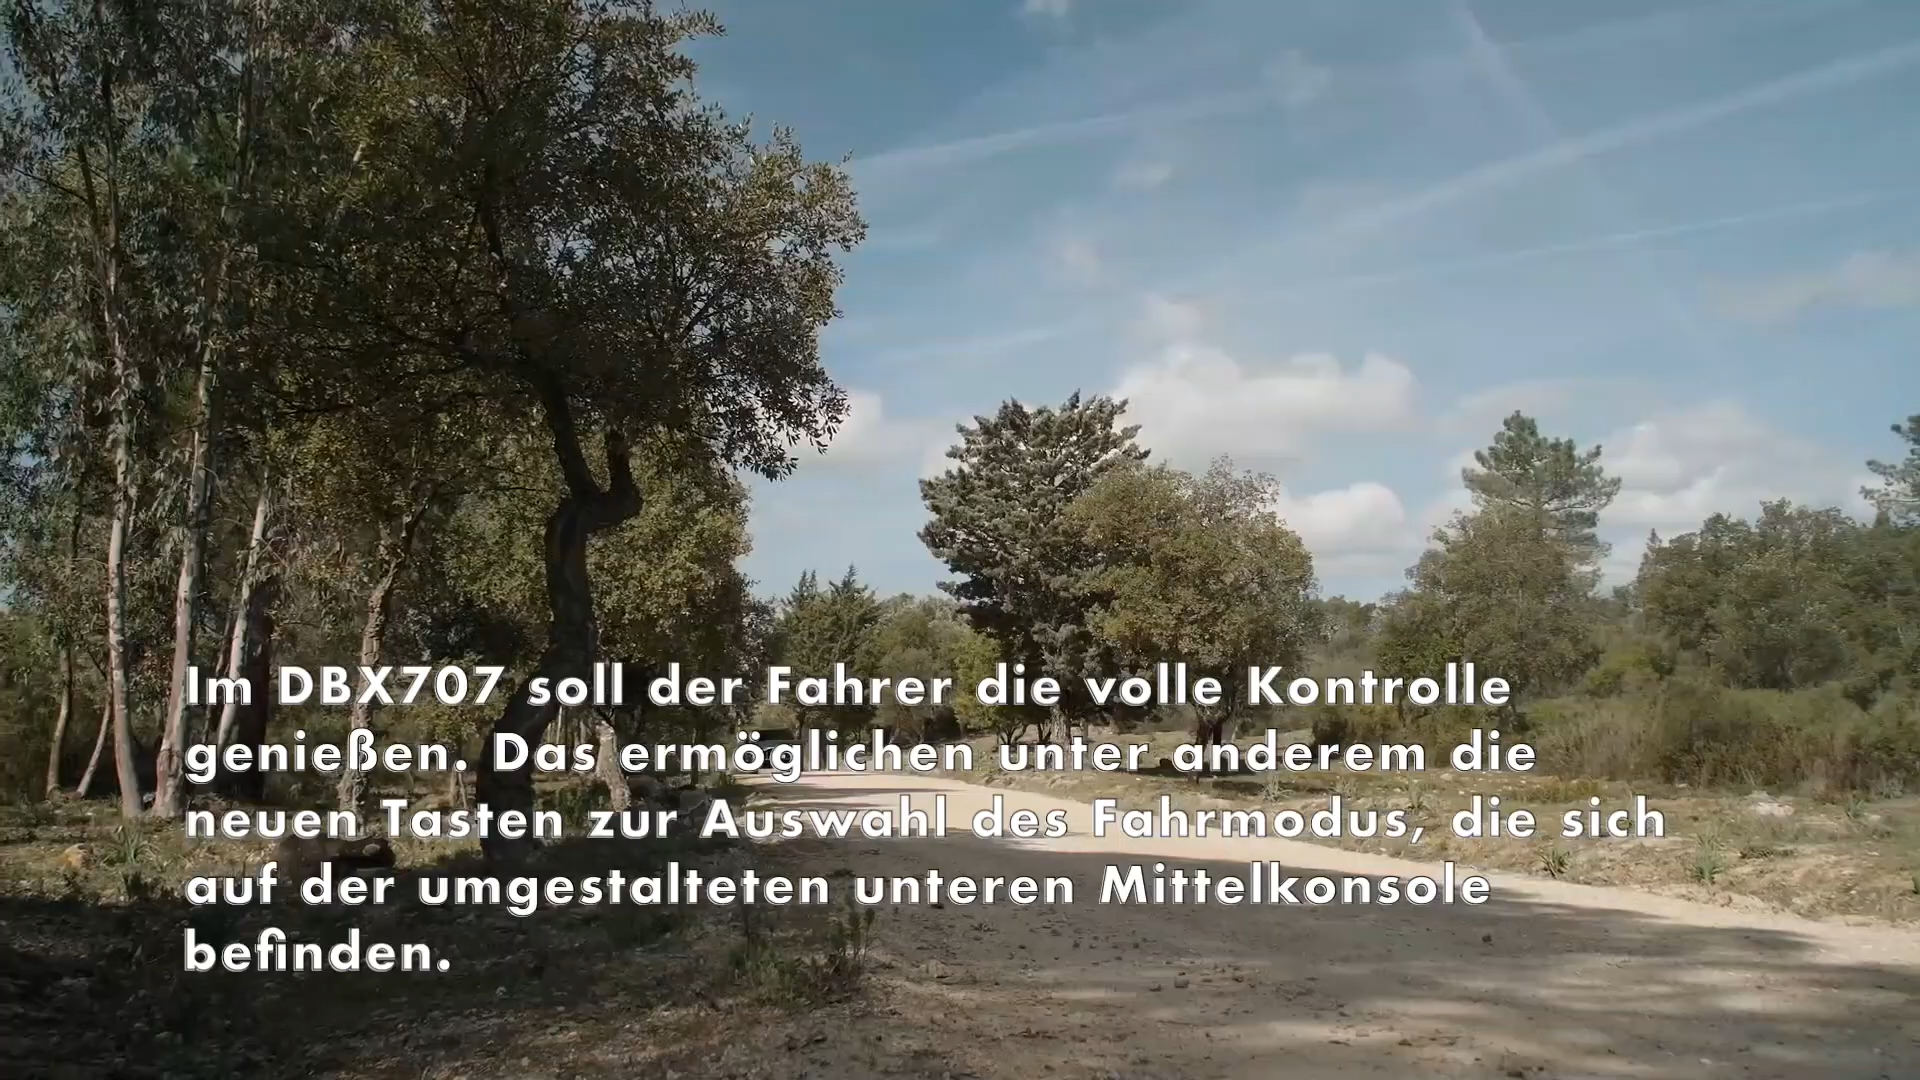 Im DBX707 soll der Fahrer die volle Kontrolle
genießen. Das ermöglichen unter anderem die
neuen Tasten zur Auswahl des Fahrmodus, die sich
auf der umgestalteten unteren Mittelkonsole
befinden.